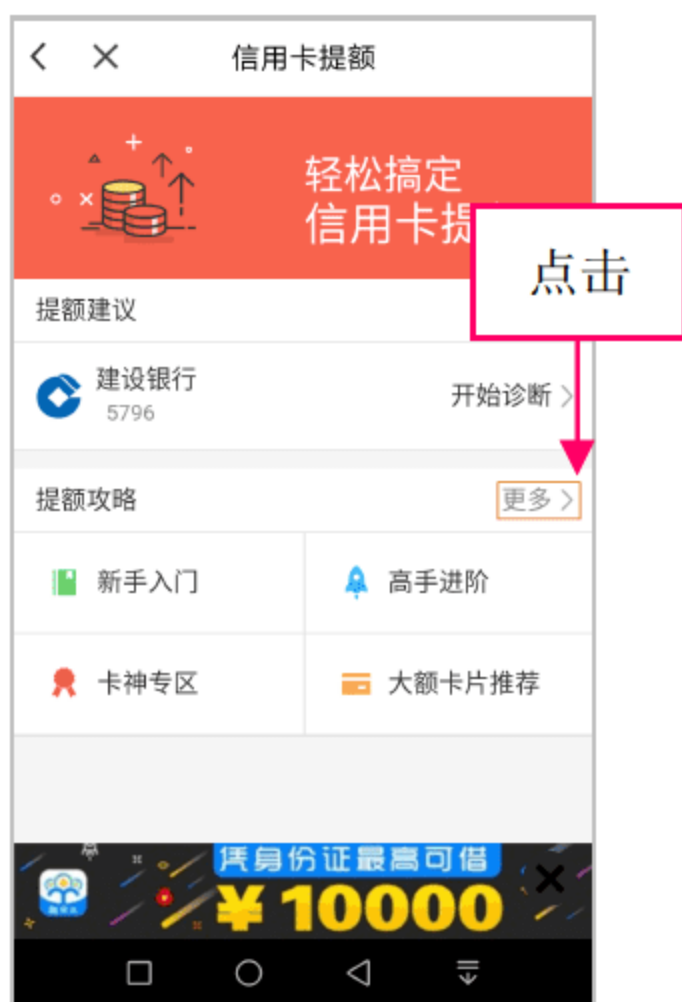 信用卡提额
轻松搞定
信用卡提
点击
提额建议
建设银行
5796
开始诊断
提额攻略
更多
新手入门
高手进阶
卡神专区
大额卡片推荐
凭身份证最高可借
¥10000